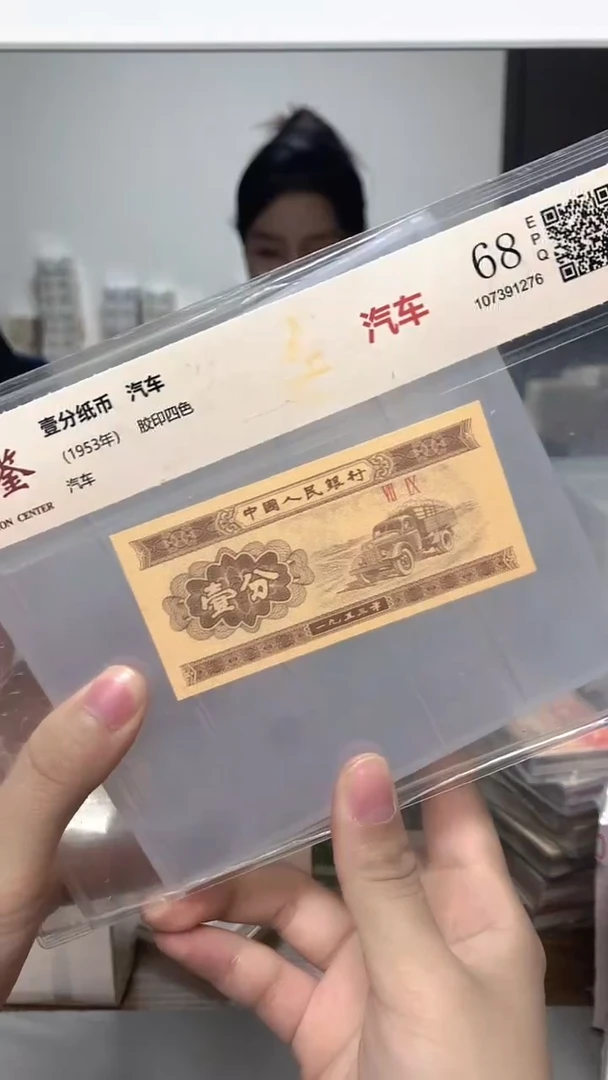 68
E
P
Q
107391276
汽车
壹分纸币 汽车
(1953年) 胶印四色
汽车
鉴
ON CENTER
中國人民銀行
VII IX
壹分
一九五三年